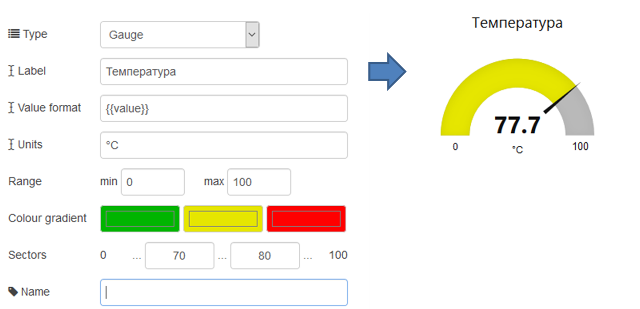 Type Gauge
Label Температура
Value format {{value}}
Units °C
Range min 0 max 100
Colour gradient
Sectors 0 ... 70 ... 80 ... 100
Name
Температура
77.7
0 °C 100